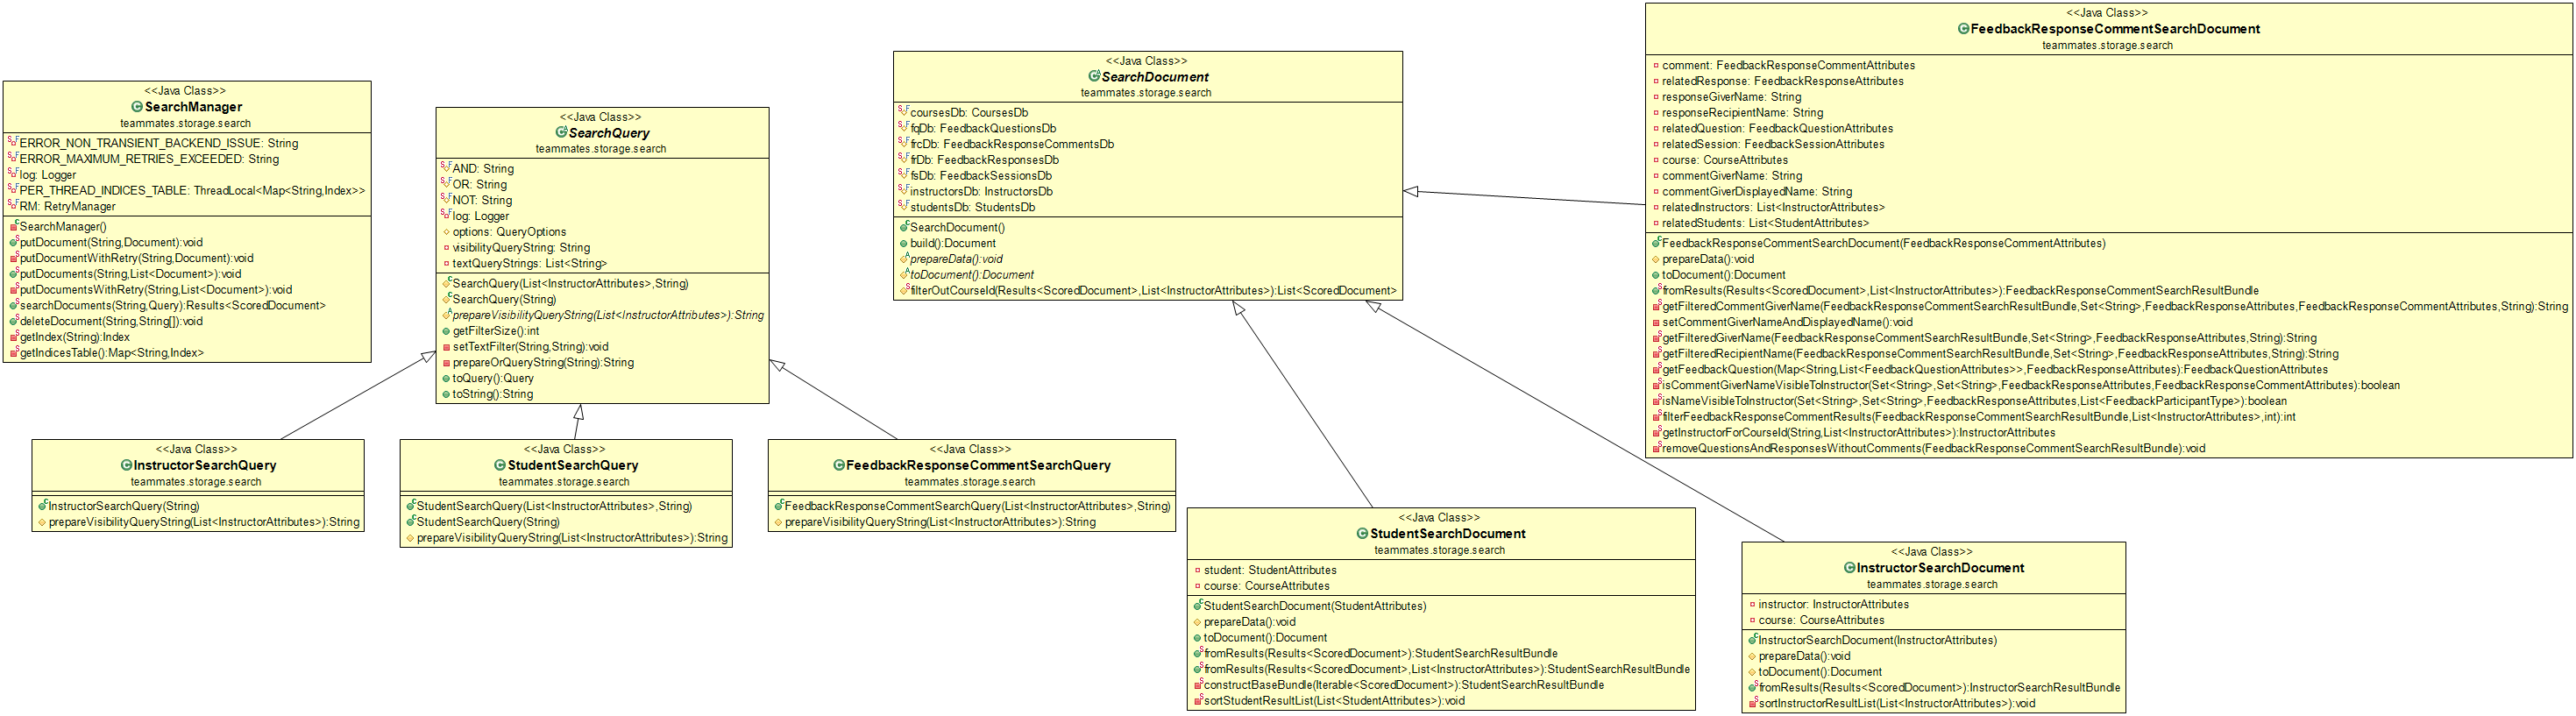 <<Java Class>>
SearchManager
teammates.storage.search
ERROR_NON_TRANSIENT_BACKEND_ISSUE: String
ERROR_MAXIMUM_RETRIES_EXCEEDED: String
log: Logger
PER_THREAD_INDICES_TABLE: ThreadLocal<Map<String,Index>>
RM: RetryManager
SearchManager()
putDocument(String,Document):void
putDocumentWithRetry(String,Document):void
putDocuments(String,List<Document>):void
putDocumentsWithRetry(String,List<Document>):void
searchDocuments(String,Query):Results<ScoredDocument>
deleteDocument(String,String[]):void
getIndex(String):Index
getIndicesTable():Map<String,Index>
<<Java Class>>
SearchQuery
teammates.storage.search
AND: String
OR: String
NOT: String
log: Logger
options: QueryOptions
visibilityQueryString: String
textQueryStrings: List<String>
SearchQuery(List<InstructorAttributes>,String)
SearchQuery(String)
prepareVisibilityQueryString(List<InstructorAttributes>):String
getFilterSize():int
setTextFilter(String,String):void
prepareOrQueryString(String):String
toQuery():Query
toString():String
<<Java Class>>
SearchDocument
teammates.storage.search
coursesDb: CoursesDb
fqDb: FeedbackQuestionsDb
frcDb: FeedbackResponseCommentsDb
frDb: FeedbackResponsesDb
fsDb: FeedbackSessionsDb
instructorsDb: InstructorsDb
studentsDb: StudentsDb
SearchDocument()
build():Document
prepareData():void
toDocument():Document
filterOutCourseId(Results<ScoredDocument>,List<InstructorAttributes>):List<ScoredDocument>
<<Java Class>>
FeedbackResponseCommentSearchDocument
teammates.storage.search
comment: FeedbackResponseCommentAttributes
relatedResponse: FeedbackResponseAttributes
responseGiverName: String
responseRecipientName: String
relatedQuestion: FeedbackQuestionAttributes
relatedSession: FeedbackSessionAttributes
course: CourseAttributes
commentGiverName: String
commentGiverDisplayedName: String
relatedInstructors: List<InstructorAttributes>
relatedStudents: List<StudentAttributes>
FeedbackResponseCommentSearchDocument(FeedbackResponseCommentAttributes)
prepareData():void
toDocument():Document
fromResults(Results<ScoredDocument>,List<InstructorAttributes>):FeedbackResponseCommentSearchResultBundle
getFilteredCommentGiverName(FeedbackResponseCommentSearchResultBundle,Set<String>,FeedbackResponseAttributes,FeedbackResponseCommentAttributes,String):String
setCommentGiverNameAndDisplayedName():void
getFilteredGiverName(FeedbackResponseCommentSearchResultBundle,Set<String>,FeedbackResponseAttributes,String):String
getFilteredRecipientName(FeedbackResponseCommentSearchResultBundle,Set<String>,FeedbackResponseAttributes,String):String
getFeedbackQuestion(Map<String,List<FeedbackQuestionAttributes>>,FeedbackResponseAttributes):FeedbackQuestionAttributes
isCommentGiverNameVisibleToInstructor(Set<String>,Set<String>,FeedbackResponseAttributes,FeedbackResponseCommentAttributes):boolean
isNameVisibleToInstructor(Set<String>,Set<String>,FeedbackResponseAttributes,List<FeedbackParticipantType>):boolean
filterFeedbackResponseCommentResults(FeedbackResponseCommentSearchResultBundle,List<InstructorAttributes>,int):int
getInstructorForCourseId(String,List<InstructorAttributes>):InstructorAttributes
removeQuestionsAndResponsesWithoutComments(FeedbackResponseCommentSearchResultBundle):void
<<Java Class>>
InstructorSearchQuery
teammates.storage.search
InstructorSearchQuery(String)
prepareVisibilityQueryString(List<InstructorAttributes>):String
<<Java Class>>
StudentSearchQuery
teammates.storage.search
StudentSearchQuery(List<InstructorAttributes>,String)
StudentSearchQuery(String)
prepareVisibilityQueryString(List<InstructorAttributes>):String
<<Java Class>>
FeedbackResponseCommentSearchQuery
teammates.storage.search
FeedbackResponseCommentSearchQuery(List<InstructorAttributes>,String)
prepareVisibilityQueryString(List<InstructorAttributes>):String
<<Java Class>>
StudentSearchDocument
teammates.storage.search
student: StudentAttributes
course: CourseAttributes
StudentSearchDocument(StudentAttributes)
prepareData():void
toDocument():Document
fromResults(Results<ScoredDocument>):StudentSearchResultBundle
fromResults(Results<ScoredDocument>,List<InstructorAttributes>):StudentSearchResultBundle
constructBaseBundle(Iterable<ScoredDocument>):StudentSearchResultBundle
sortStudentResultList(List<StudentAttributes>):void
<<Java Class>>
InstructorSearchDocument
teammates.storage.search
instructor: InstructorAttributes
course: CourseAttributes
InstructorSearchDocument(InstructorAttributes)
prepareData():void
toDocument():Document
fromResults(Results<ScoredDocument>):InstructorSearchResultBundle
sortInstructorResultList(List<InstructorAttributes>):void